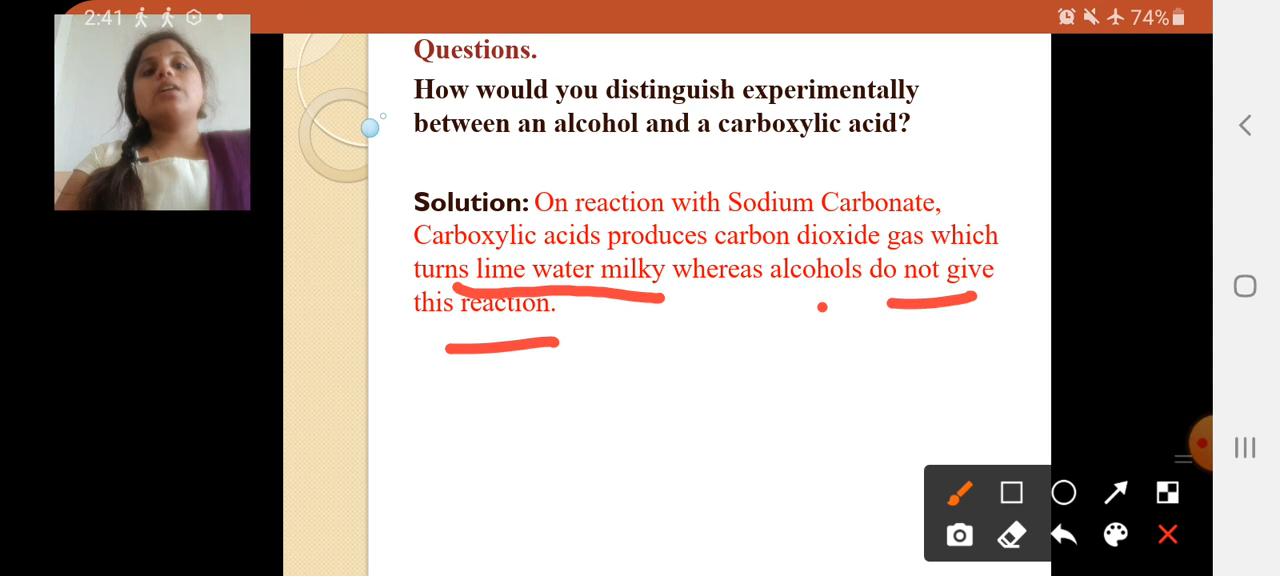 2:41
74%
Questions.
How would you distinguish experimentally
between an alcohol and a carboxylic acid?
Solution: On reaction with Sodium Carbonate,
Carboxylic acids produces carbon dioxide gas which
turns lime water milky whereas alcohols do not give
this reaction.